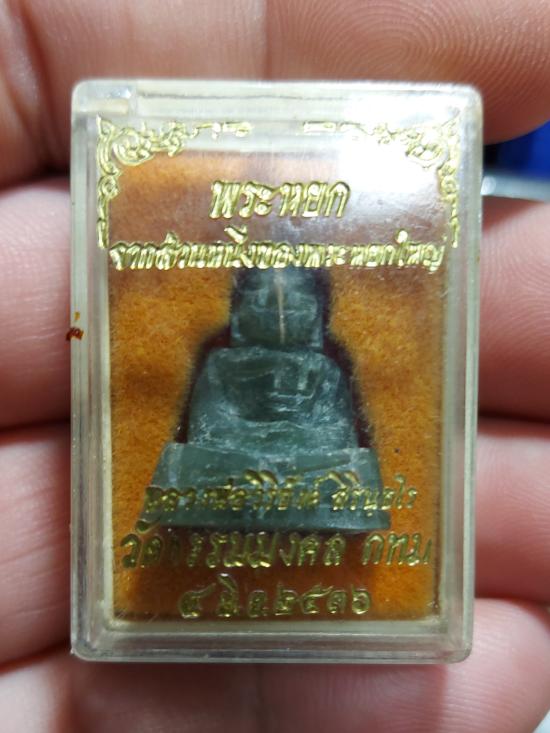 พระหยก
จากส่วนหนึ่งของพระหยกใหญ่
หลวงพ่อวิริยังค์ สิรินฺธโร
วัดธรรมมงคล กทม
๔ มิ.ย.๒๕๓๖